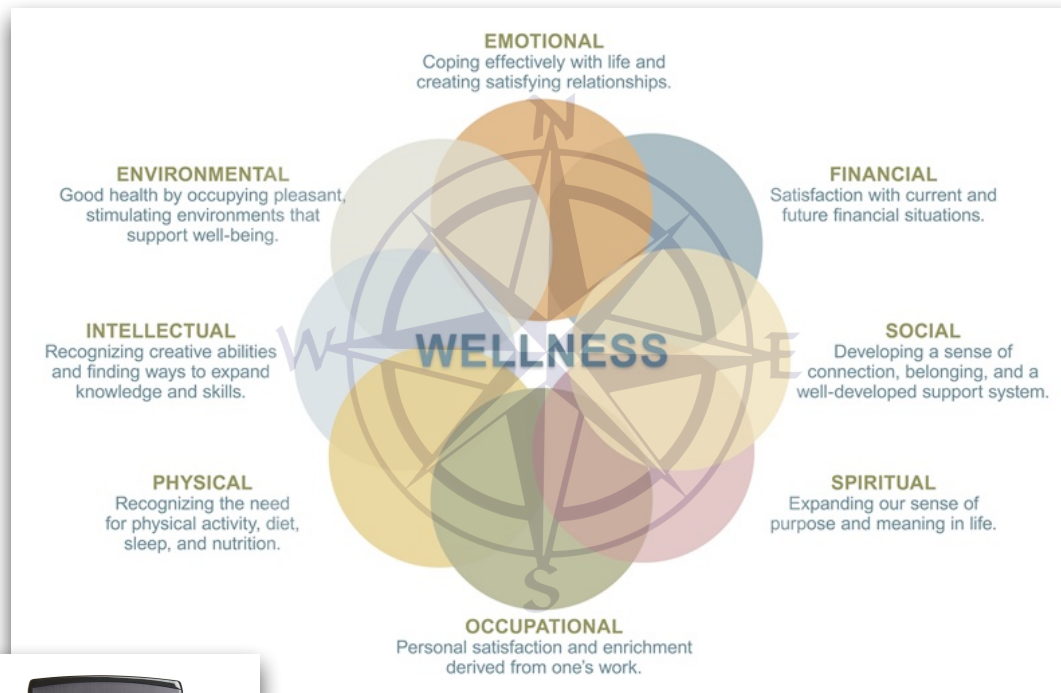 EMOTIONAL
Coping effectively with life and
creating satisfying relationships.
N
ENVIRONMENTAL
Good health by occupying pleasant,
stimulating environments that
support well-being.
FINANCIAL
Satisfaction with current and
future financial situations.
INTELLECTUAL
Recognizing creative abilities
and finding ways to expand
knowledge and skills.
W
WELLNESS
E
SOCIAL
Developing a sense of
connection, belonging, and a
well-developed support system.
PHYSICAL
Recognizing the need
for physical activity, diet,
sleep, and nutrition.
SPIRITUAL
Expanding our sense of
purpose and meaning in life.
S
OCCUPATIONAL
Personal satisfaction and enrichment
derived from one's work.